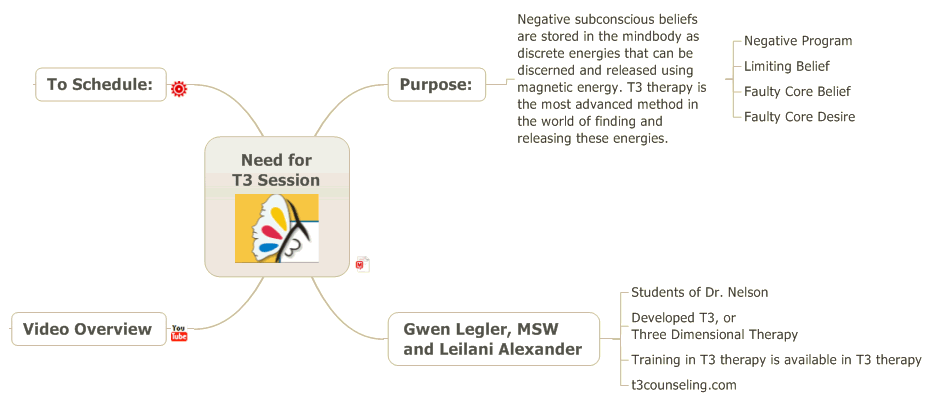 Need for
T3 Session
To Schedule:
Purpose:
Negative subconscious beliefs
are stored in the mindbody as
discrete energies that can be
discerned and released using
magnetic energy. T3 therapy is
the most advanced method in
the world of finding and
releasing these energies.
Negative Program
Limiting Belief
Faulty Core Belief
Faulty Core Desire
Video Overview
You
Tube
Gwen Legler, MSW
and Leilani Alexander
Students of Dr. Nelson
Developed T3, or
Three Dimensional Therapy
Training in T3 therapy is available in T3 therapy
t3counseling.com